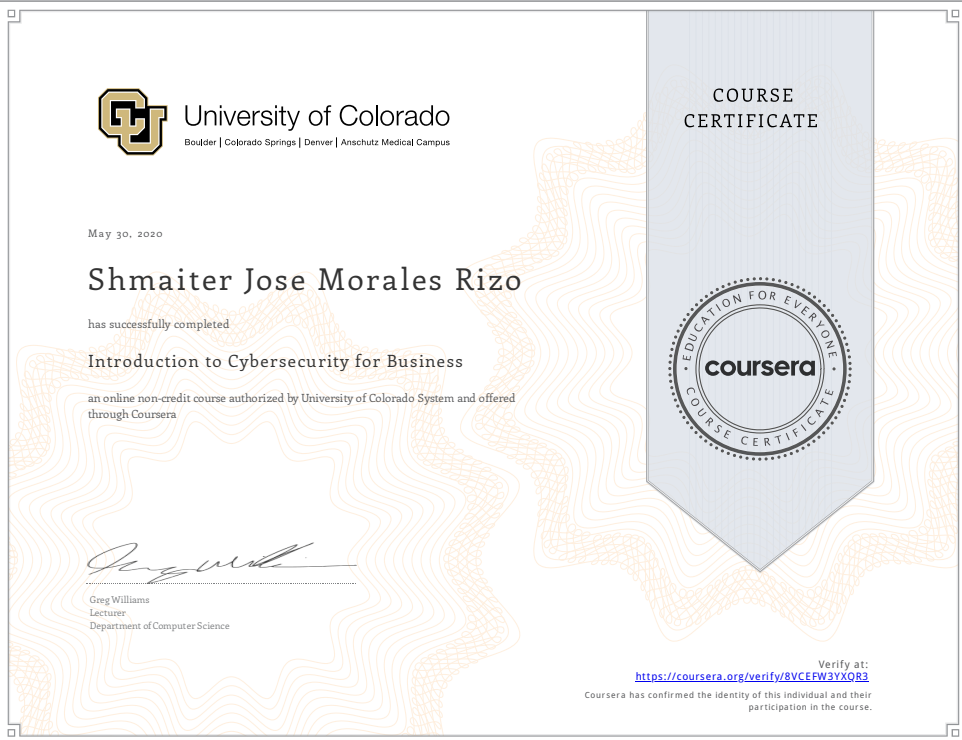 University of Colorado
Boulder | Colorado Springs | Denver | Anschutz Medical Campus
COURSE
CERTIFICATE
May 30, 2020
Shmaiter Jose Morales Rizo
has successfully completed
Introduction to Cybersecurity for Business
an online non-credit course authorized by University of Colorado System and offered
through Coursera
EDUCATION FOR EVERYONE
coursera
COURSE CERTIFICATE
Greg Williams
Lecturer
Department of Computer Science
Verify at:
https://coursera.org/verify/8VCEFW3YXQR3
Coursera has confirmed the identity of this individual and their
participation in the course.